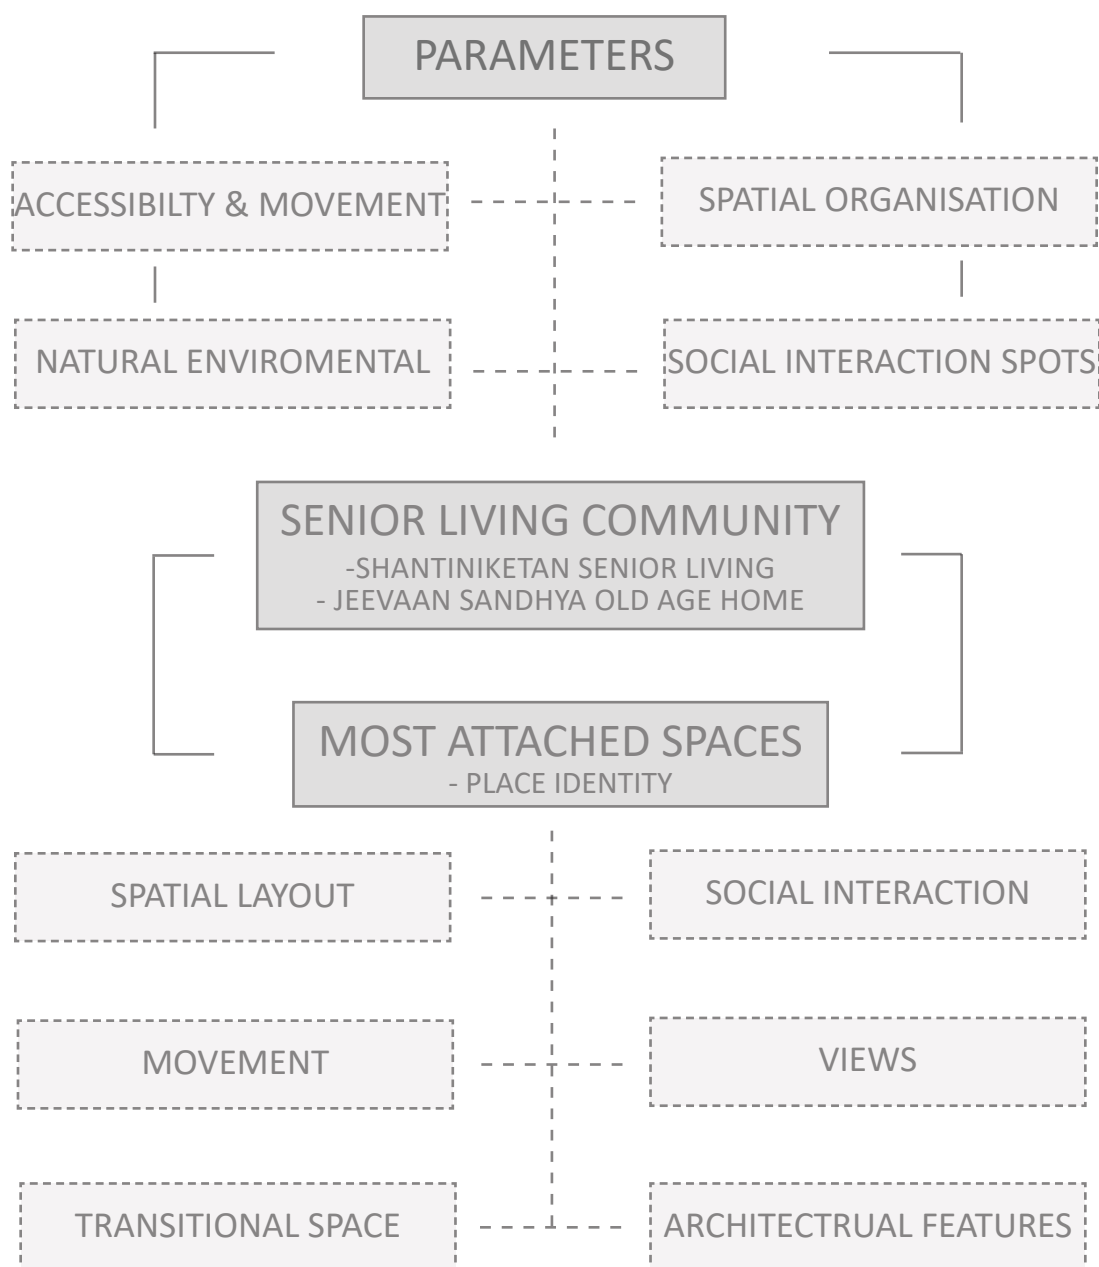 PARAMETERS
ACCESSIBILTY & MOVEMENT
SPATIAL ORGANISATION
NATURAL ENVIROMENTAL
SOCIAL INTERACTION SPOTS
SENIOR LIVING COMMUNITY
-SHANTINIKETAN SENIOR LIVING
- JEEVAAN SANDHYA OLD AGE HOME
MOST ATTACHED SPACES
- PLACE IDENTITY
SPATIAL LAYOUT
SOCIAL INTERACTION
MOVEMENT
VIEWS
TRANSITIONAL SPACE
ARCHITECTRUAL FEATURES